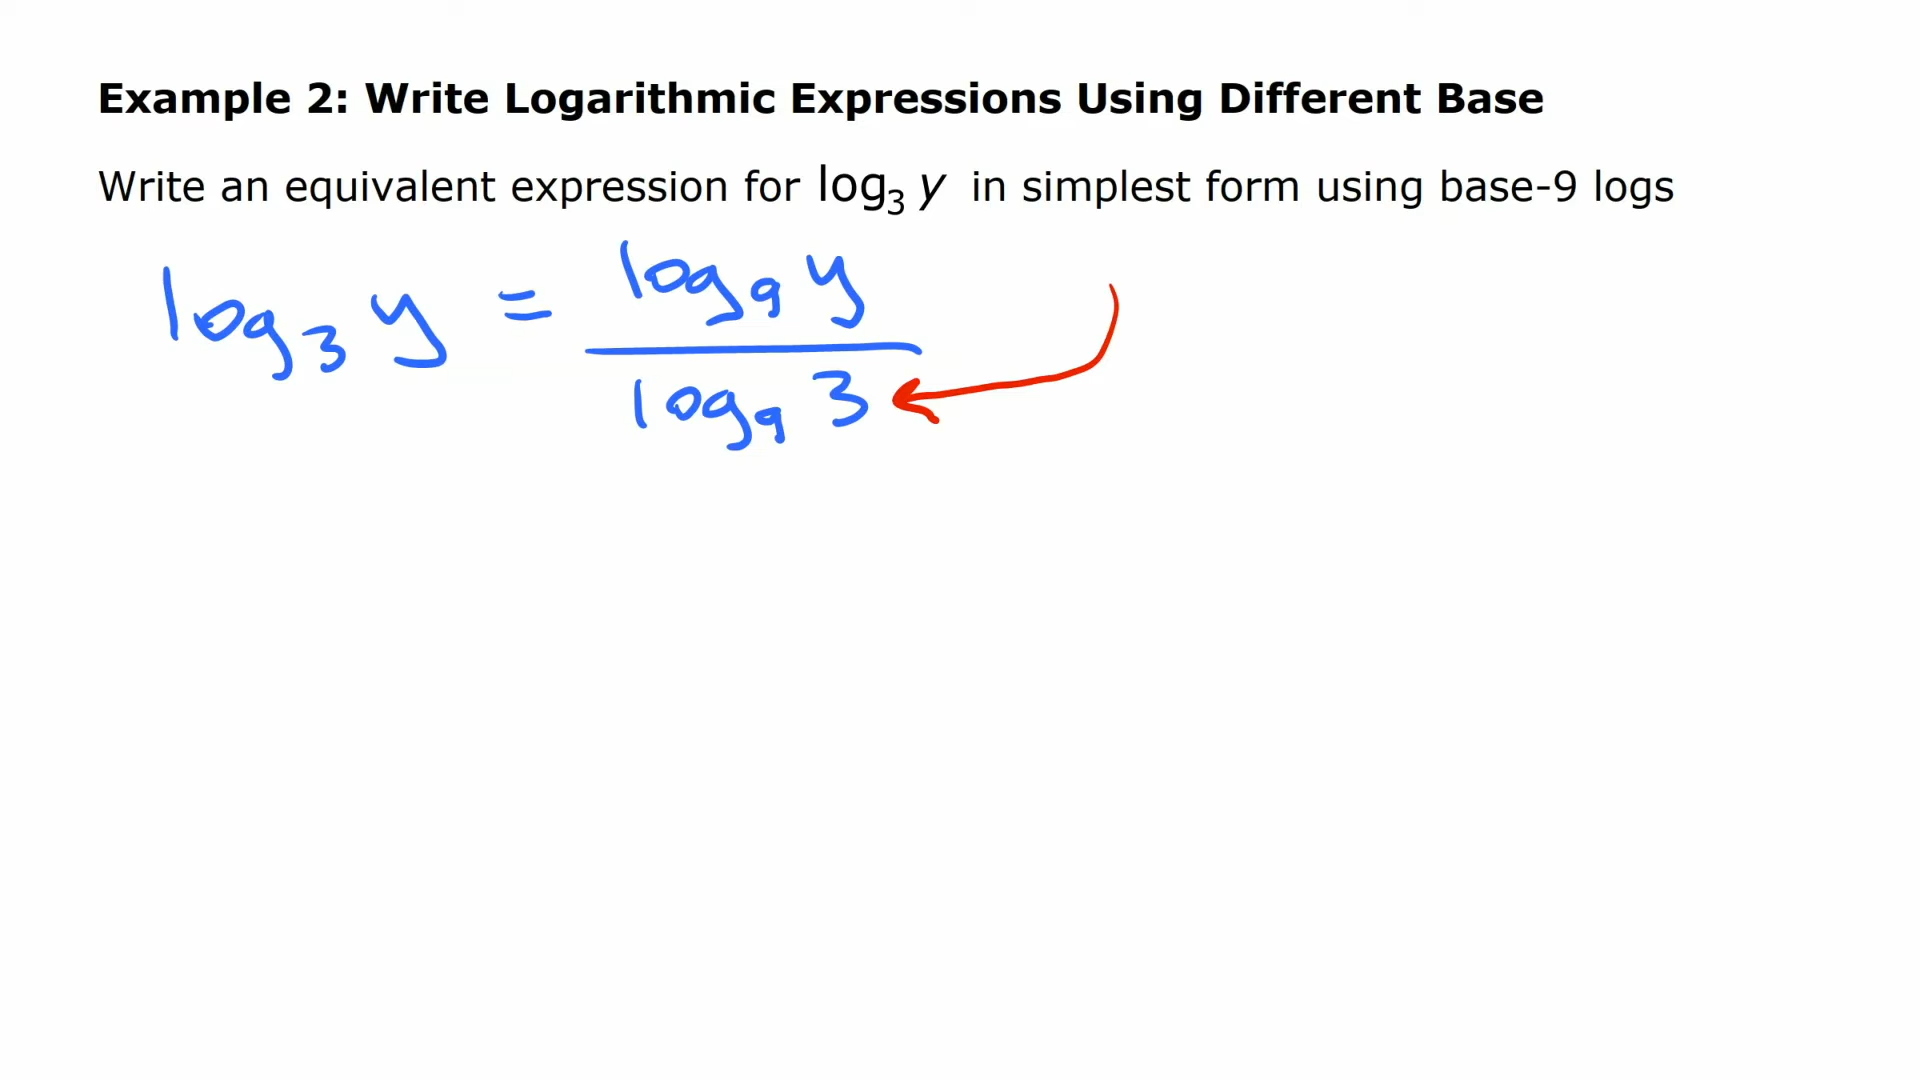 Example 2: Write Logarithmic Expressions Using Different Base
Write an equivalent expression for log₃ y in simplest form using base-9 logs
log₃ y = log₉ y
log₉ 3